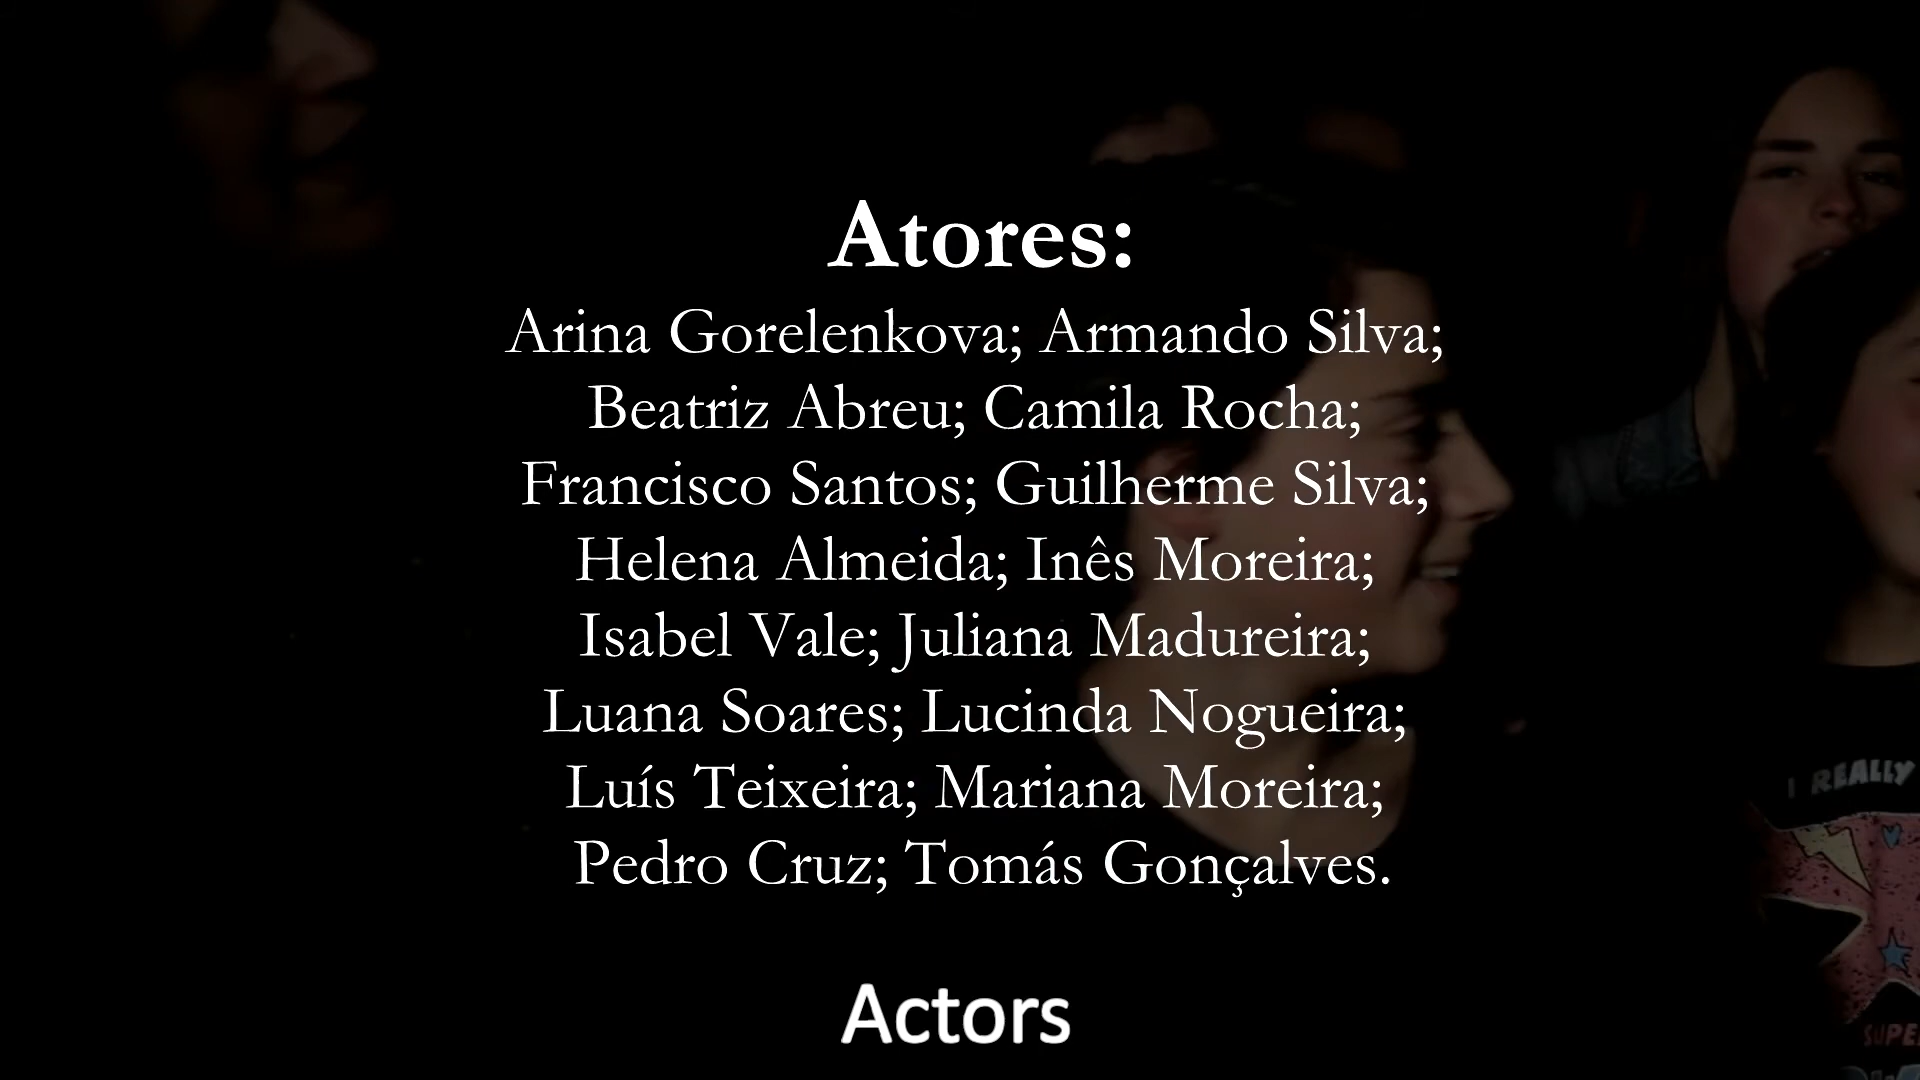 Atores:
Arina Gorelenkova; Armando Silva;
Beatriz Abreu; Camila Rocha;
Francisco Santos; Guilherme Silva;
Helena Almeida; Inês Moreira;
Isabel Vale; Juliana Madureira;
Luana Soares; Lucinda Nogueira;
Luís Teixeira; Mariana Moreira;
Pedro Cruz; Tomás Gonçalves.
I REALLY
Actors